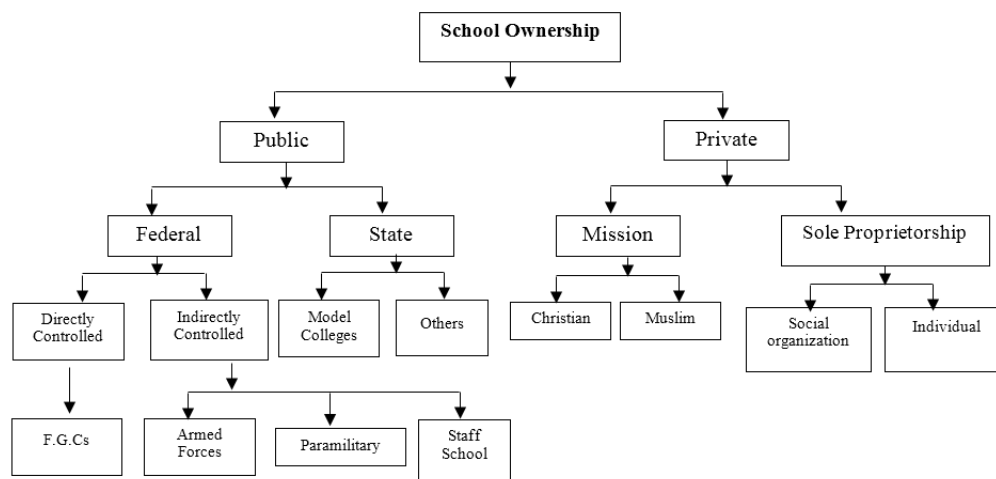 School Ownership
Public
Private
Federal
State
Mission
Sole Proprietorship
Directly
Controlled
Indirectly
Controlled
Model
Colleges
Others
Christian
Muslim
Social
organization
Individual
F.G.Cs
Armed
Forces
Paramilitary
Staff
School